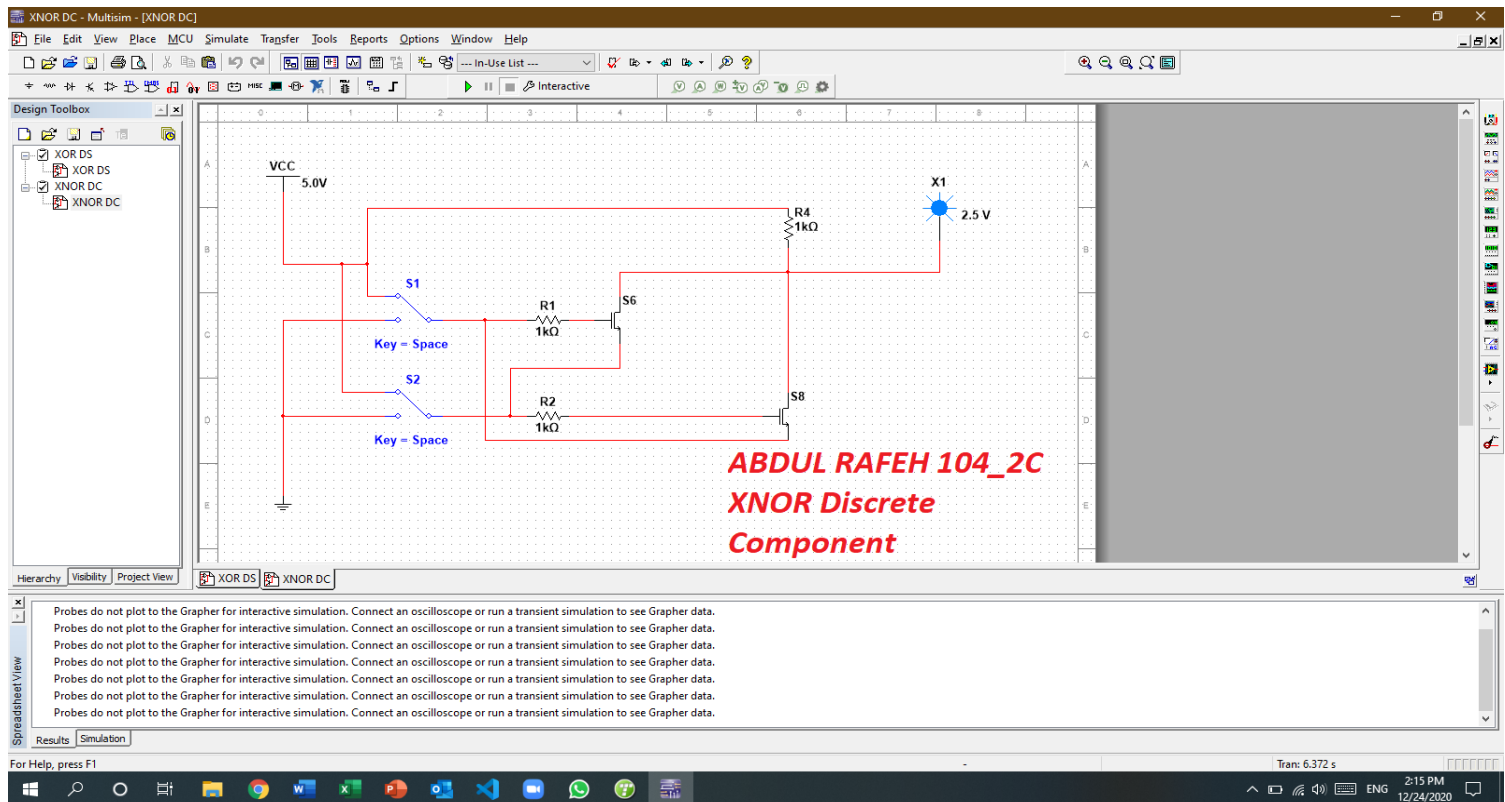 XNOR DC - Multisim - [XNOR DC]
File Edit View Place MCU Simulate Transfer Tools Reports Options Window Help
--- In-Use List ---
MISC
Interactive
Design Toolbox
XOR DS
XOR DS
XNOR DC
XNOR DC
0 1 2 3 4 5 6 7 8
A A
VCC
5.0V
X1
2.5 V
R4
1kΩ
B B
S1
S6
R1
1kΩ
C C
Key = Space
S2
S8
R2
1kΩ
D D
Key = Space
ABDUL RAFEH 104_2C
XNOR Discrete
Component
E E
Hierarchy Visibility Project View
XOR DS XNOR DC
Spreadsheet View
Probes do not plot to the Grapher for interactive simulation. Connect an oscilloscope or run a transient simulation to see Grapher data.
Probes do not plot to the Grapher for interactive simulation. Connect an oscilloscope or run a transient simulation to see Grapher data.
Probes do not plot to the Grapher for interactive simulation. Connect an oscilloscope or run a transient simulation to see Grapher data.
Probes do not plot to the Grapher for interactive simulation. Connect an oscilloscope or run a transient simulation to see Grapher data.
Probes do not plot to the Grapher for interactive simulation. Connect an oscilloscope or run a transient simulation to see Grapher data.
Probes do not plot to the Grapher for interactive simulation. Connect an oscilloscope or run a transient simulation to see Grapher data.
Probes do not plot to the Grapher for interactive simulation. Connect an oscilloscope or run a transient simulation to see Grapher data.
Results Simulation
For Help, press F1
-
Tran: 6.372 s
ENG
2:15 PM
12/24/2020